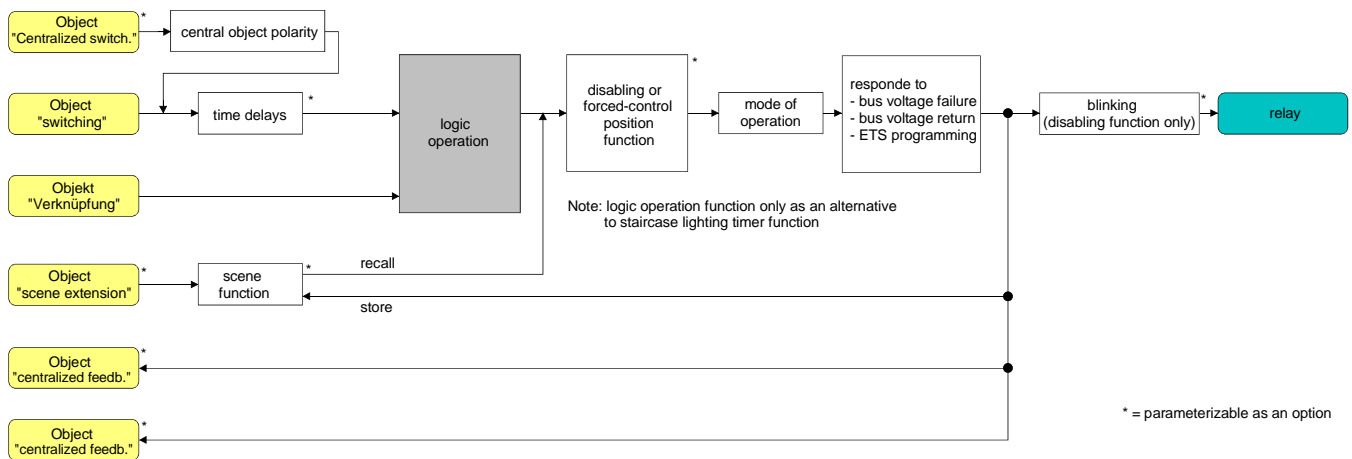 Object
"Centralized switch."
*
central object polarity
Object
"switching"
time delays
*
logic
operation
disabling or
forced-control
position
function
*
mode of
operation
responde to
- bus voltage failure
- bus voltage return
- ETS programming
blinking
(disabling function only)
*
relay
Objekt
"Verknüpfung"
Note: logic operation function only as an alternative
to staircase lighting timer function
Object
"scene extension"
*
scene
function
*
recall
store
Object
"centralized feedb."
*
Object
"centralized feedb."
*
* = parameterizable as an option